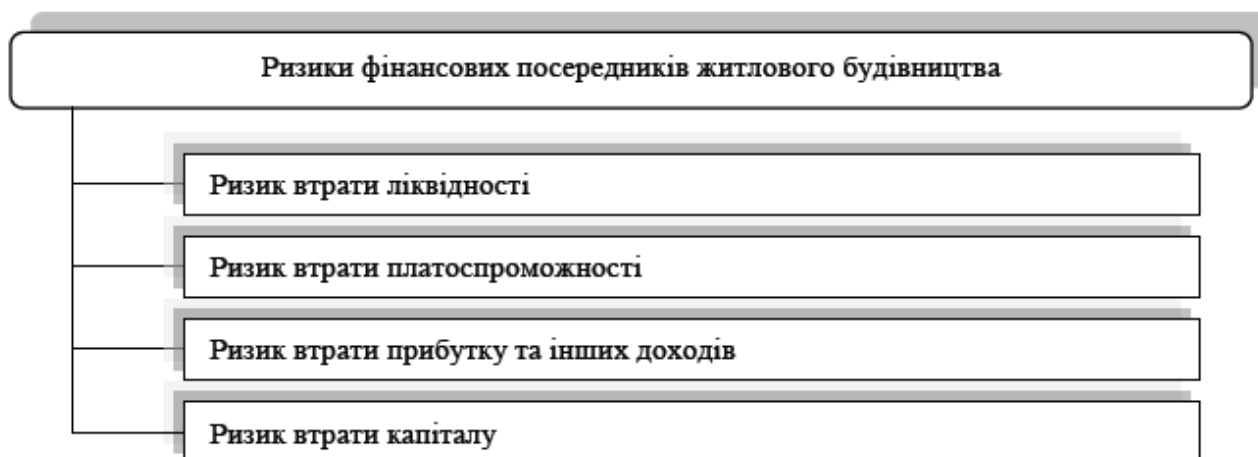 Ризики фінансових посередників житлового будівництва
Ризик втрати ліквідності
Ризик втрати платоспроможності
Ризик втрати прибутку та інших доходів
Ризик втрати капіталу